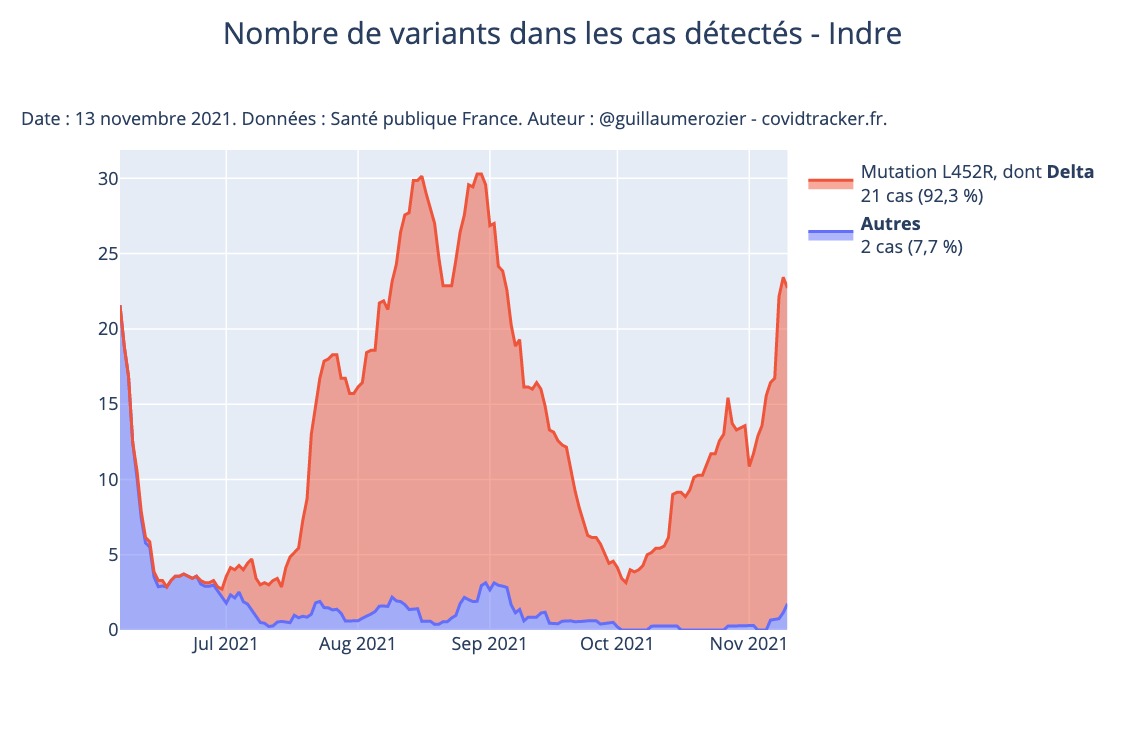 Nombre de variants dans les cas détectés - Indre
Date : 13 novembre 2021. Données : Santé publique France. Auteur : @guillaumerozier - covidtracker.fr.
30
25
20
15
10
5
0
Jul 2021
Aug 2021
Sep 2021
Oct 2021
Nov 2021
Mutation L452R, dont Delta
21 cas (92,3 %)
Autres
2 cas (7,7 %)